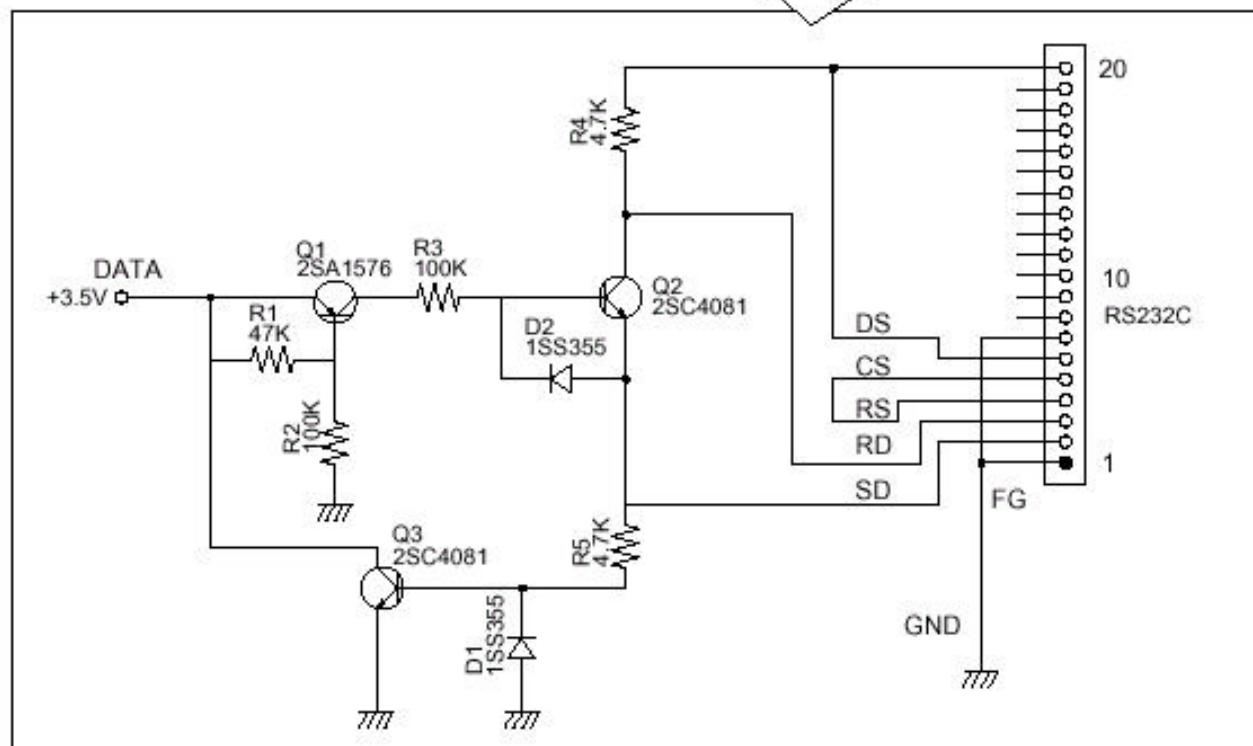 20
R4
4.7K
Q1
2SA1576
R3
100K
DATA
+3.5V
Q2
2SC4081
10
RS232C
R1
47K
D2
1SS355
DS
CS
RS
RD
SD
R2
100K
1
FG
Q3
2SC4081
R5
4.7K
D1
1SS355
GND